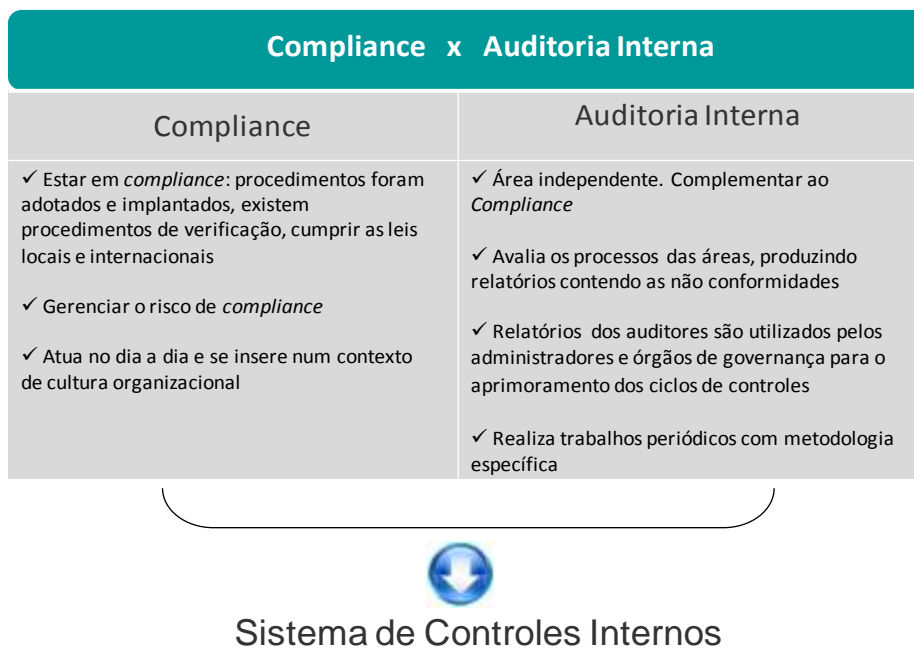 Compliance x Auditoria Interna
Compliance
✓ Estar em compliance: procedimentos foram
adotados e implantados, existem
procedimentos de verificação, cumprir as leis
locais e internacionais
✓ Gerenciar o risco de compliance
✓ Atua no dia a dia e se insere num contexto
de cultura organizacional
Auditoria Interna
✓ Área independente. Complementar ao
Compliance
✓ Avalia os processos das áreas, produzindo
relatórios contendo as não conformidades
✓ Relatórios dos auditores são utilizados pelos
administradores e órgãos de governança para o
aprimoramento dos ciclos de controles
✓ Realiza trabalhos periódicos com metodologia
específica
Sistema de Controles Internos